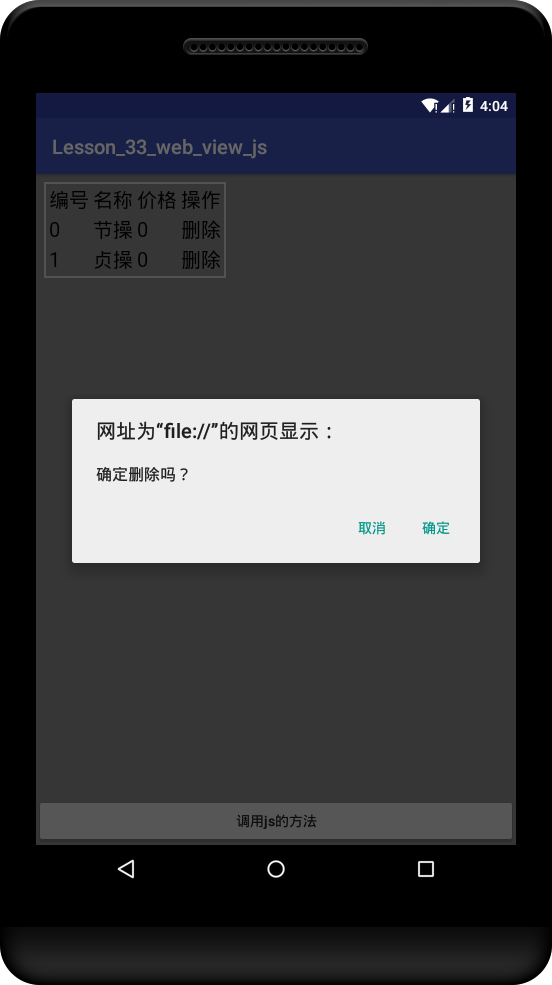 4:04
Lesson_33_web_view_js
编号 名称 价格 操作
0 节操 0 删除
1 贞操 0 删除
网址为“file://”的网页显示：
确定删除吗？
取消 确定
调用js的方法